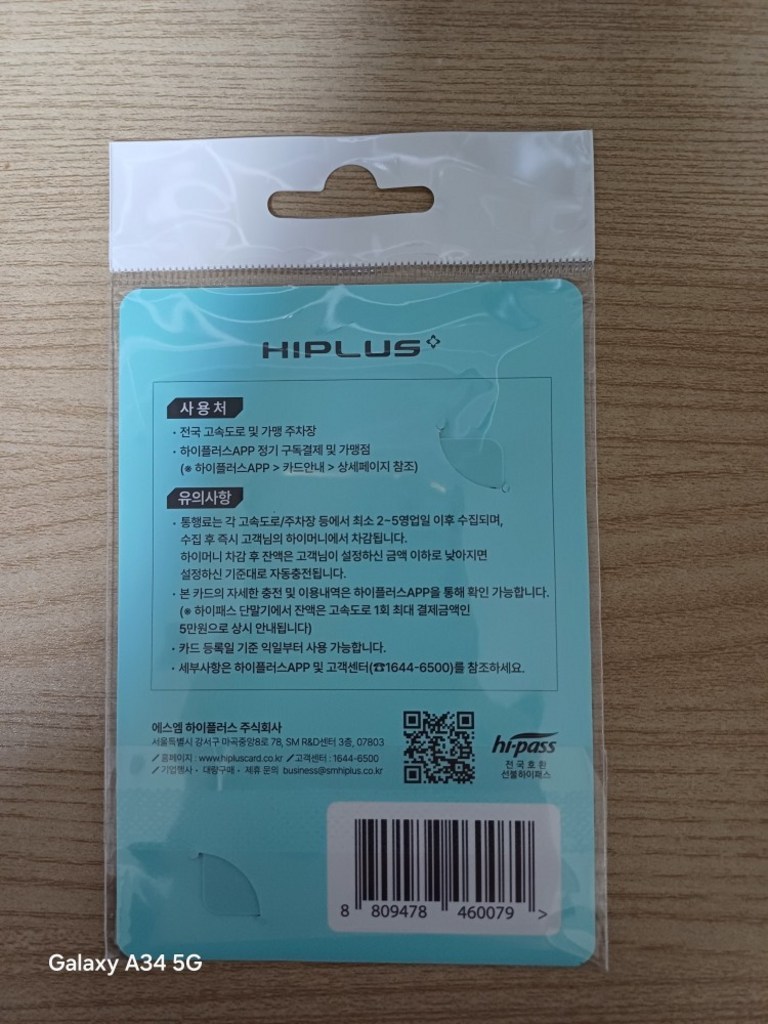 HIPLUS
사용처
· 전국 고속도로 및 가맹 주차장
· 하이플러스APP 정기 구독결제 및 가맹점
(※ 하이플러스APP > 카드안내 > 상세페이지 참조)
유의사항
· 통행료는 각 고속도로/주차장 등에서 최소 2~5영업일 이후 수집되며,
수집 후 즉시 고객님의 하이머니에서 차감됩니다.
하이머니 차감 후 잔액은 고객님이 설정하신 금액 이하로 낮아지면
설정하신 기준대로 자동충전됩니다.
· 본 카드의 자세한 충전 및 이용내역은 하이플러스APP을 통해 확인 가능합니다.
(※ 하이패스 단말기에서 잔액은 고속도로 1회 최대 결제금액인
5만원으로 상시 안내됩니다)
· 카드 등록일 기준 익일부터 사용 가능합니다.
· 세부사항은 하이플러스APP 및 고객센터(☎1644-6500)를 참조하세요.
에스엠 하이플러스 주식회사
서울특별시 강서구 마곡중앙8로 78, SM R&D센터 3층, 07803
/ 홈페이지 : www.hipluscard.co.kr / 고객센터 : 1644-6500
/ 기업행사 · 대량구매 · 제휴 문의 business@smhiplus.co.kr
hi-pass
전국호환
선불하이패스
8 809478 460079 >
Galaxy A34 5G